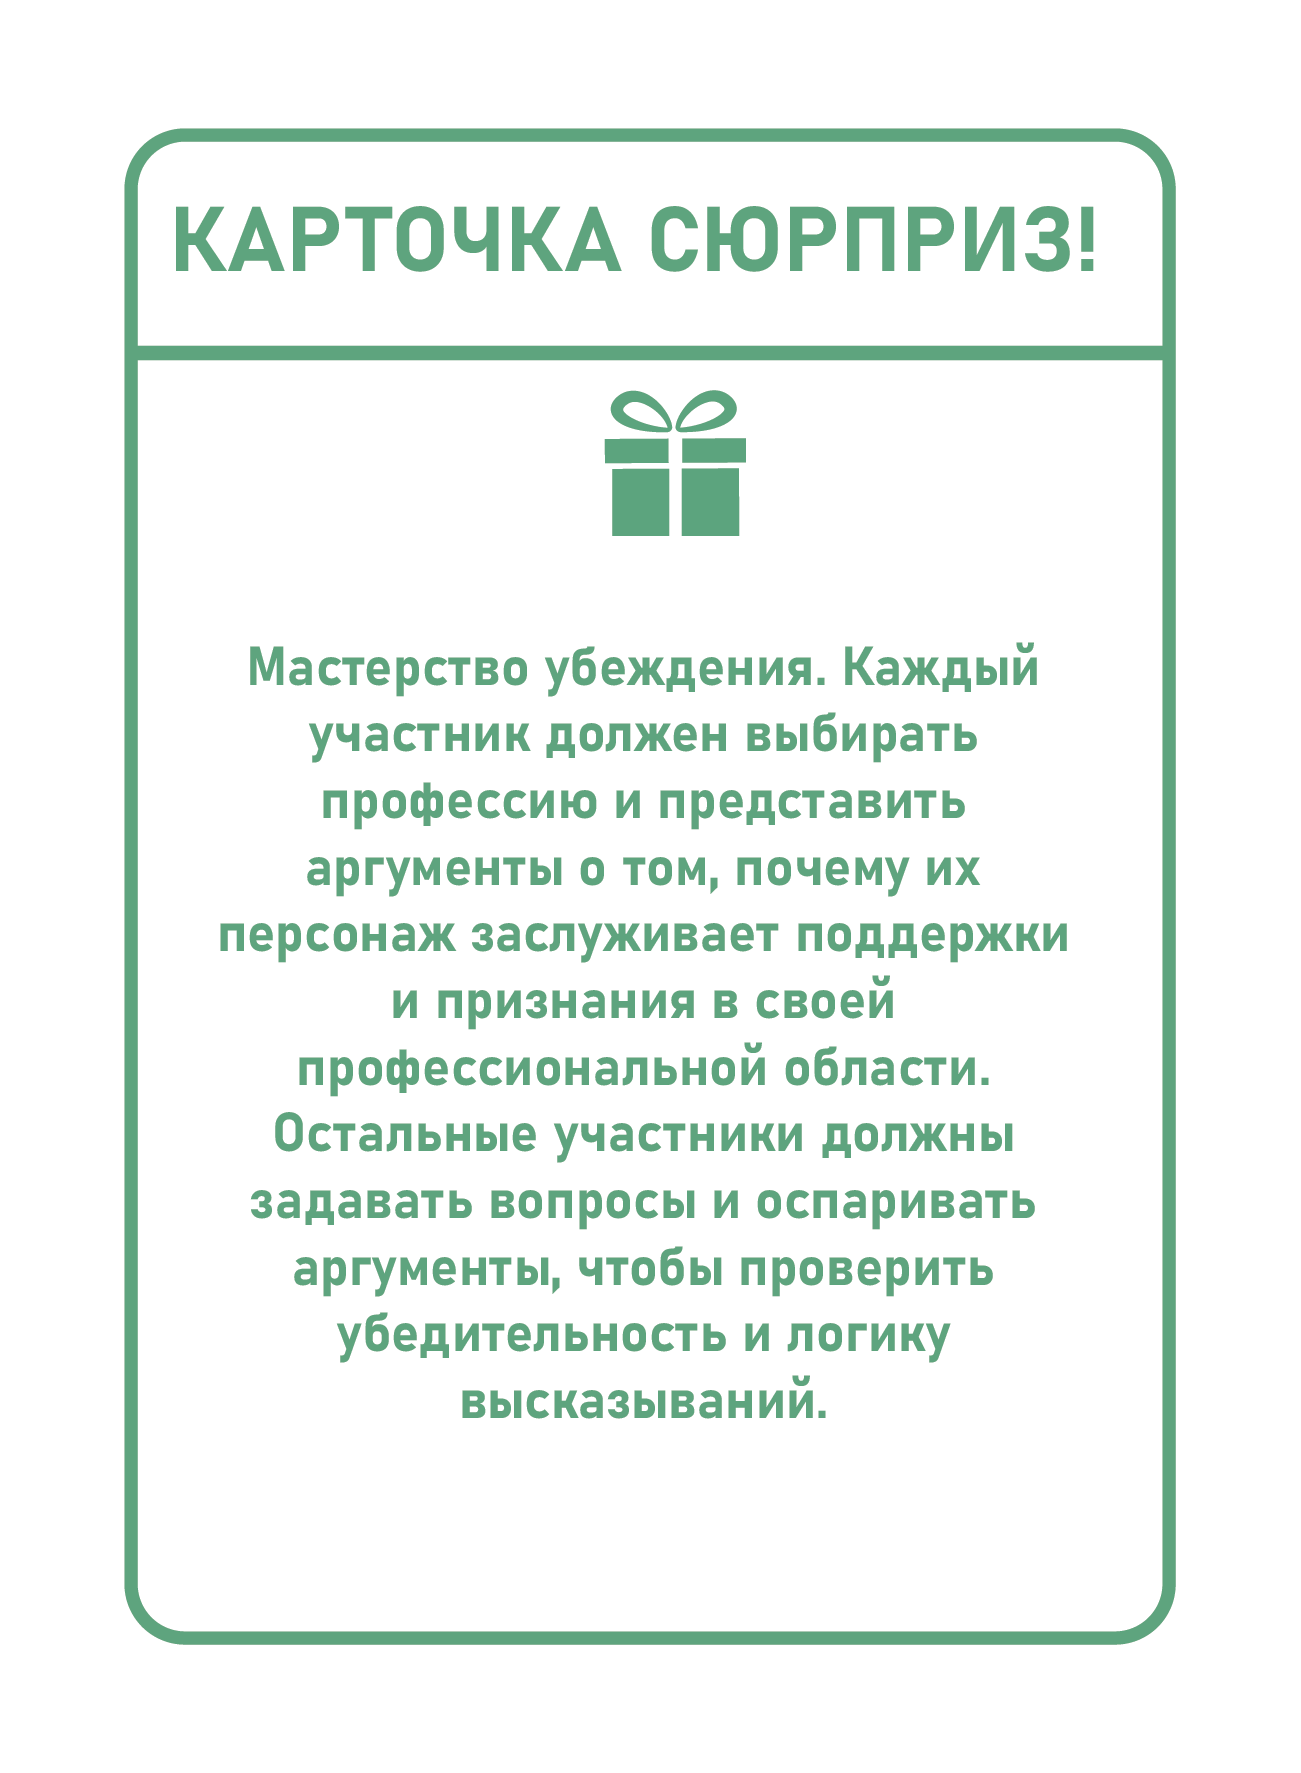 КАРТОЧКА СЮРПРИЗ!
Мастерство убеждения. Каждый
участник должен выбирать
профессию и представить
аргументы о том, почему их
персонаж заслуживает поддержки
и признания в своей
профессиональной области.
Остальные участники должны
задавать вопросы и оспаривать
аргументы, чтобы проверить
убедительность и логику
высказываний.